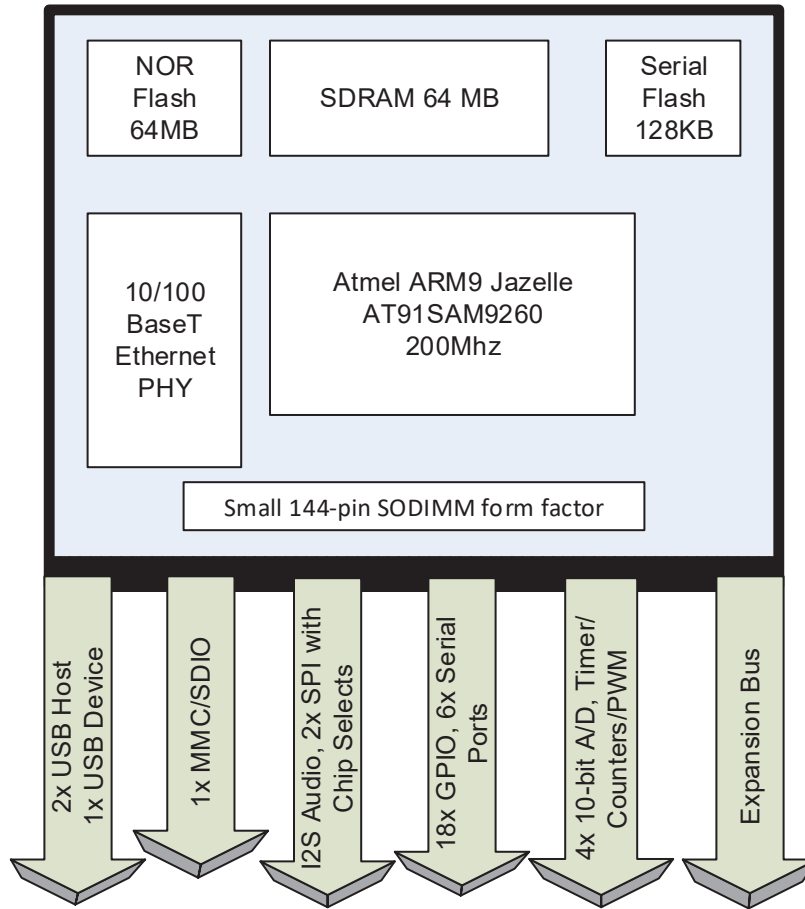 NOR
Flash
64MB
SDRAM 64 MB
Serial
Flash
128KB
10/100
BaseT
Ethernet
PHY
Atmel ARM9 Jazelle
AT91SAM9260
200Mhz
Small 144-pin SODIMM form factor
2x USB Host
1x USB Device
1x MMC/SDIO
I2S Audio, 2x SPI with
Chip Selects
18x GPIO, 6x Serial
Ports
4x 10-bit A/D, Timer/
Counters/PWM
Expansion Bus